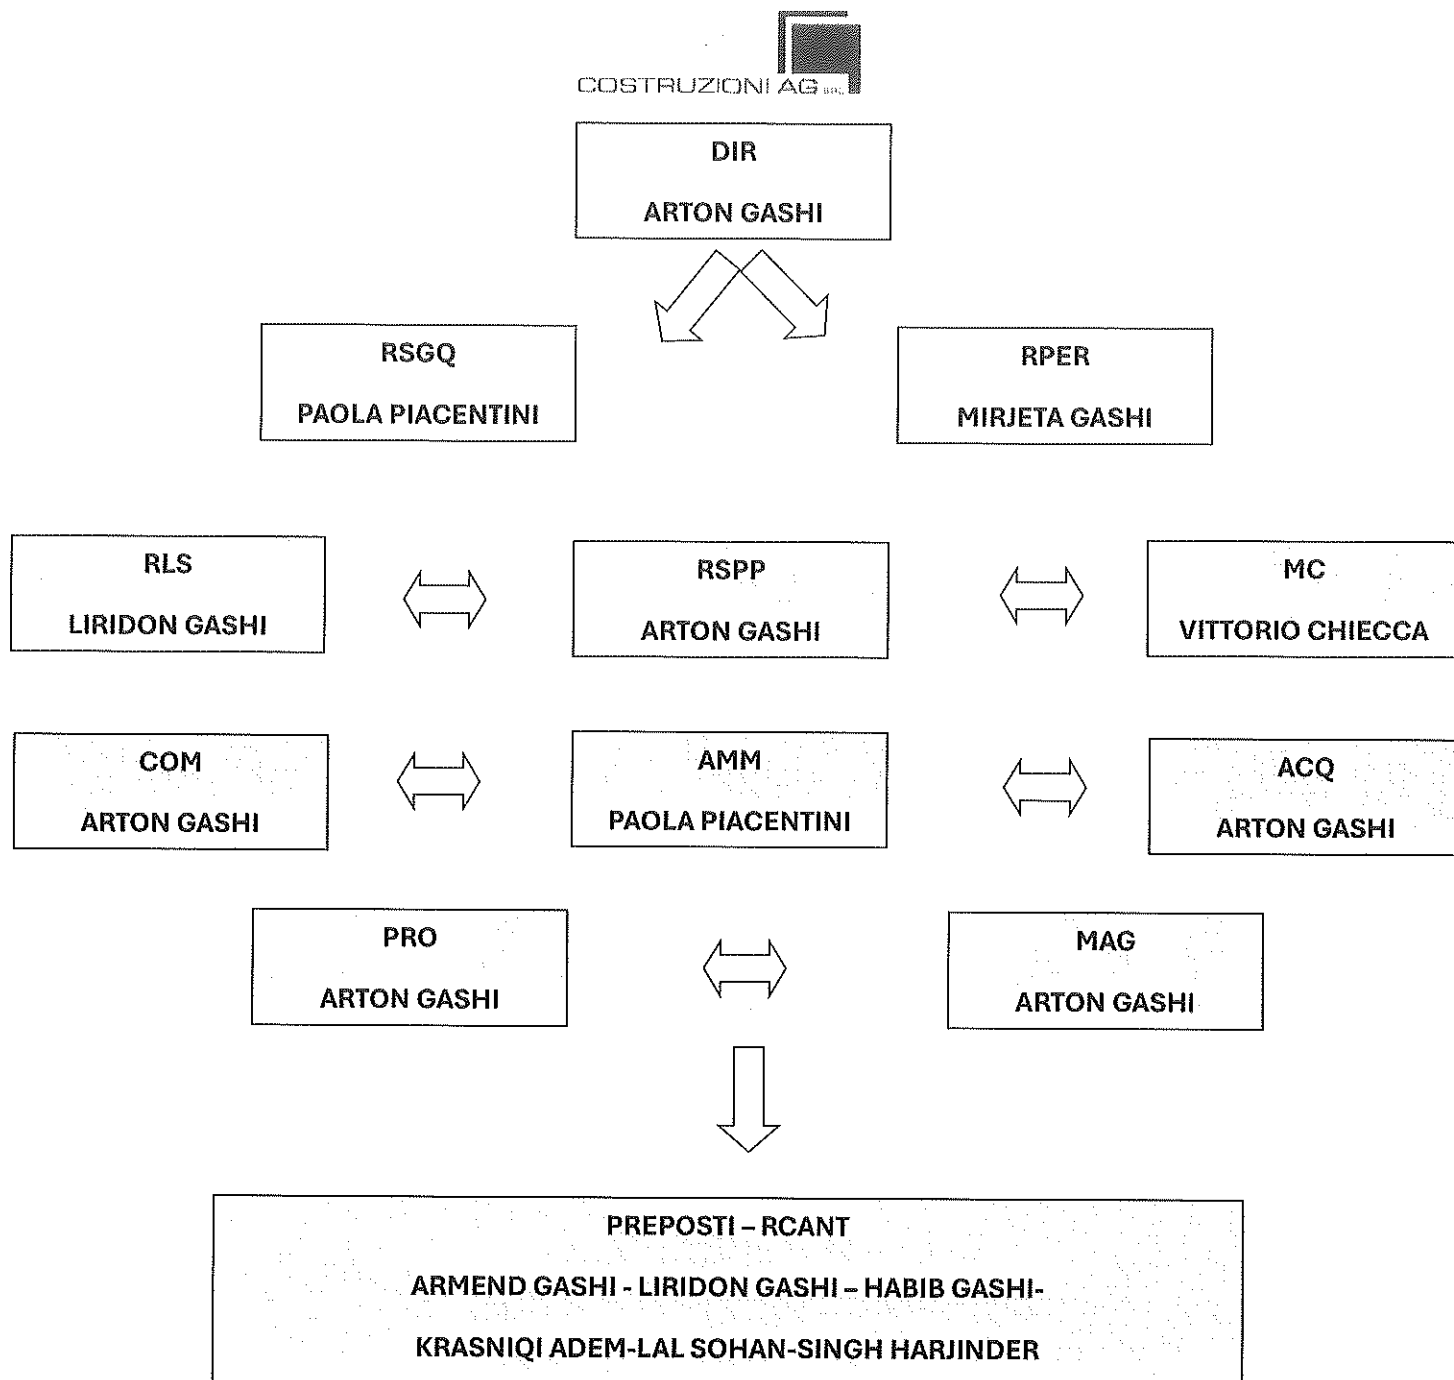 COSTRUZIONI AG
DIR
ARTON GASHI
RSGQ
PAOLA PIACENTINI
RPER
MIRJETA GASHI
RLS
LIRIDON GASHI
RSPP
ARTON GASHI
MC
VITTORIO CHIECCA
COM
ARTON GASHI
AMM
PAOLA PIACENTINI
ACQ
ARTON GASHI
PRO
ARTON GASHI
MAG
ARTON GASHI
PREPOSTI – RCANT
ARMEND GASHI - LIRIDON GASHI – HABIB GASHI-
KRASNIQI ADEM-LAL SOHAN-SINGH HARJINDER